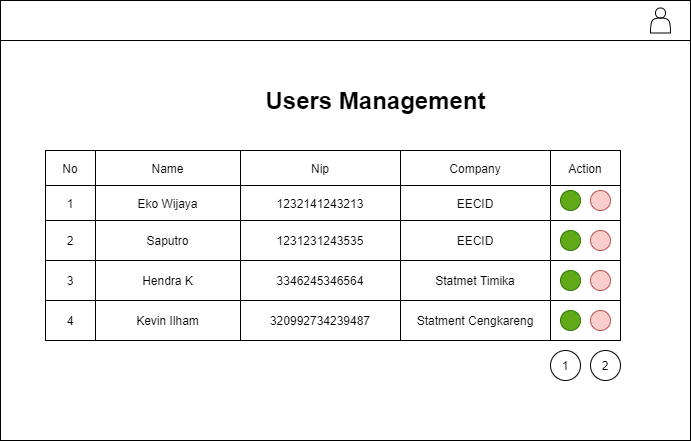 Users Management
No Name Nip Company Action
1 Eko Wijaya 1232141243213 EECID
2 Saputro 1231231243535 EECID
3 Hendra K 3346245346564 Statmet Timika
4 Kevin Ilham 320992734239487 Statment Cengkareng
1 2